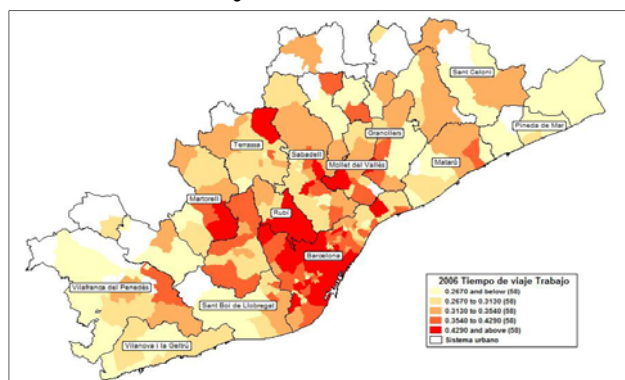 Sant Celoni
Pineda de Mar
Granollers
Terrassa
Sabadell
Mollet del Vallés
Mataró
Martorell
Rubí
Barcelona
Vilafranca del Penedés
Sant Boi de Llobregat
Vilanova i la Geltrú
2006 Tiempo de viaje Trabajo
0.2670 and below (58)
0.2670 to 0.3130 (58)
0.3130 to 0.3540 (58)
0.3540 to 0.4290 (58)
0.4290 and above (58)
Sistema urbano